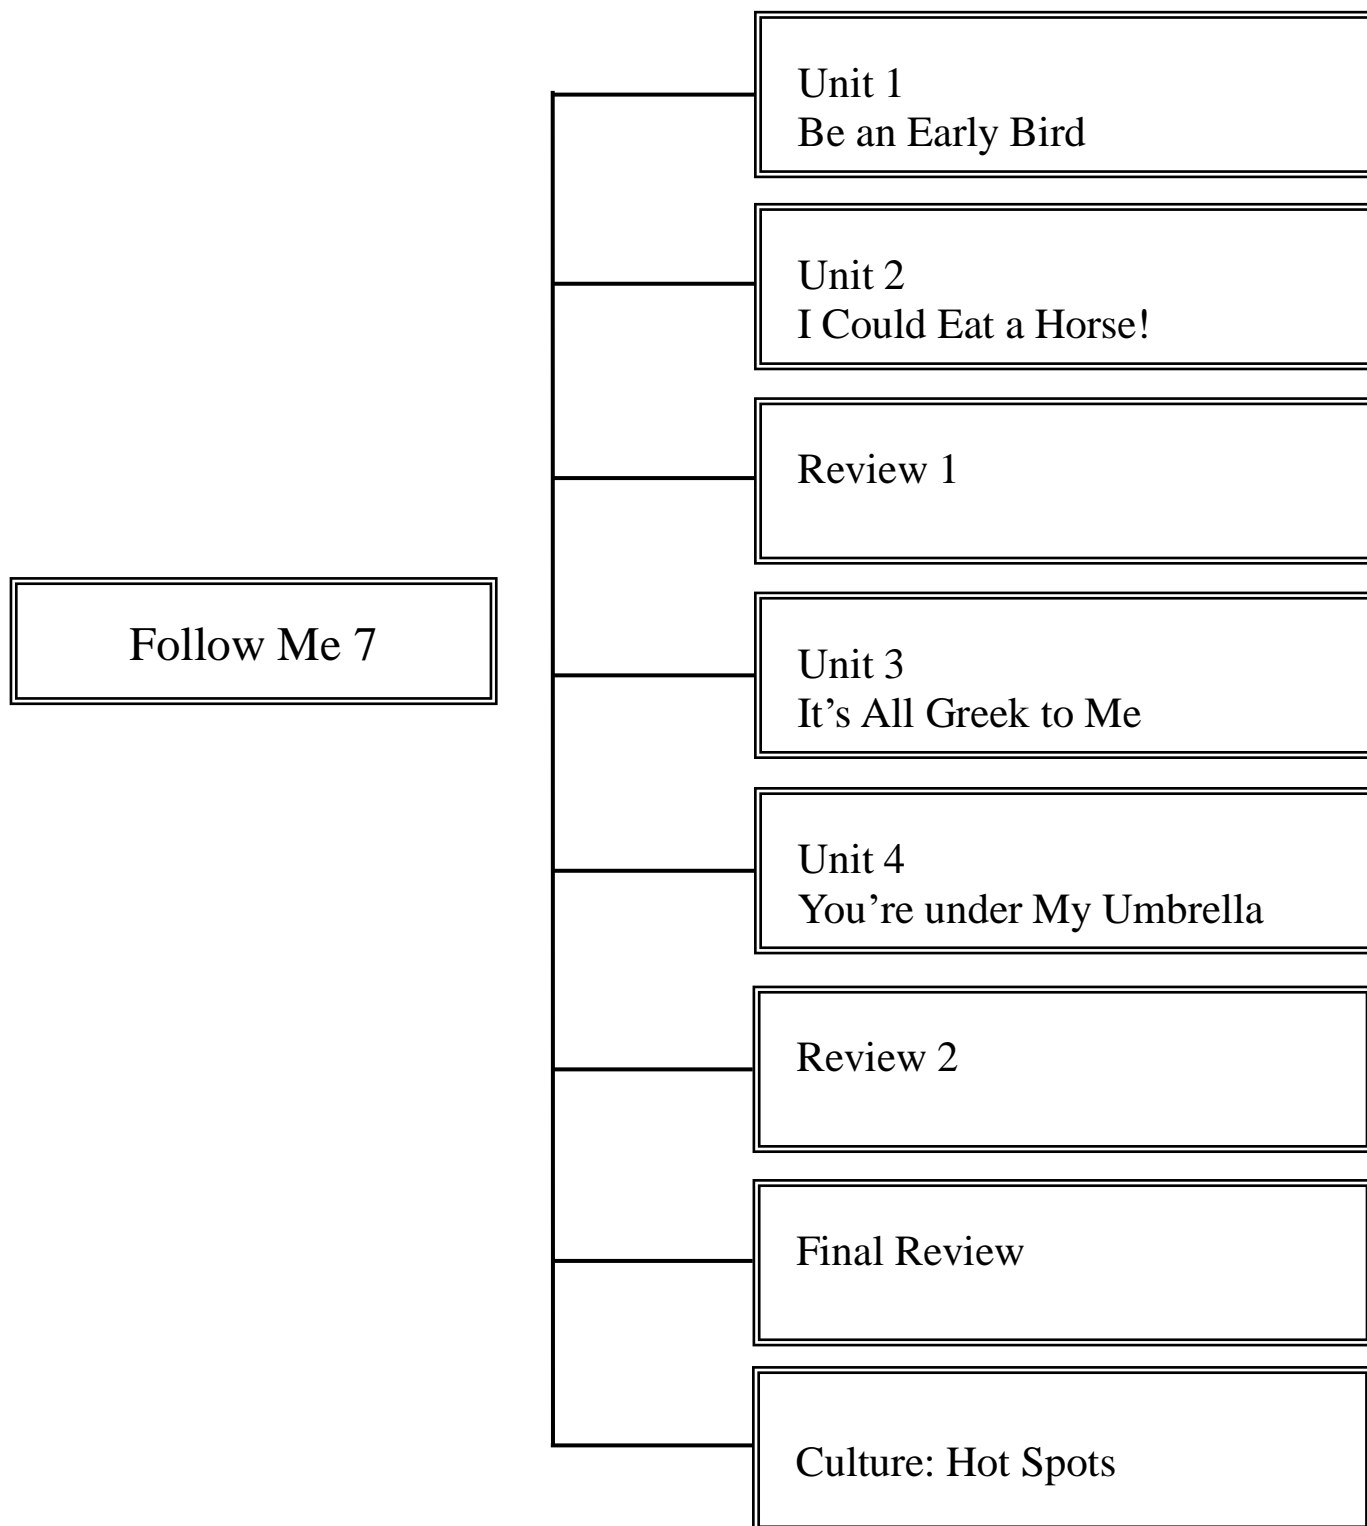 Follow Me 7
Unit 1
Be an Early Bird
Unit 2
I Could Eat a Horse!
Review 1
Unit 3
It’s All Greek to Me
Unit 4
You’re under My Umbrella
Review 2
Final Review
Culture: Hot Spots